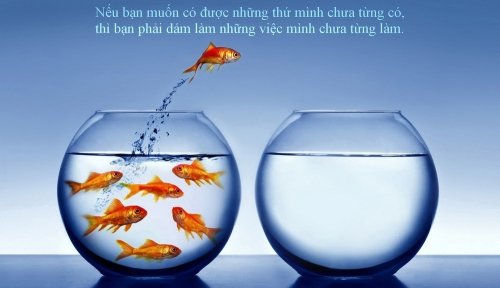 Nếu bạn muốn có được những thứ mình chưa từng có,
thì bạn phải dám làm những việc mình chưa từng làm.